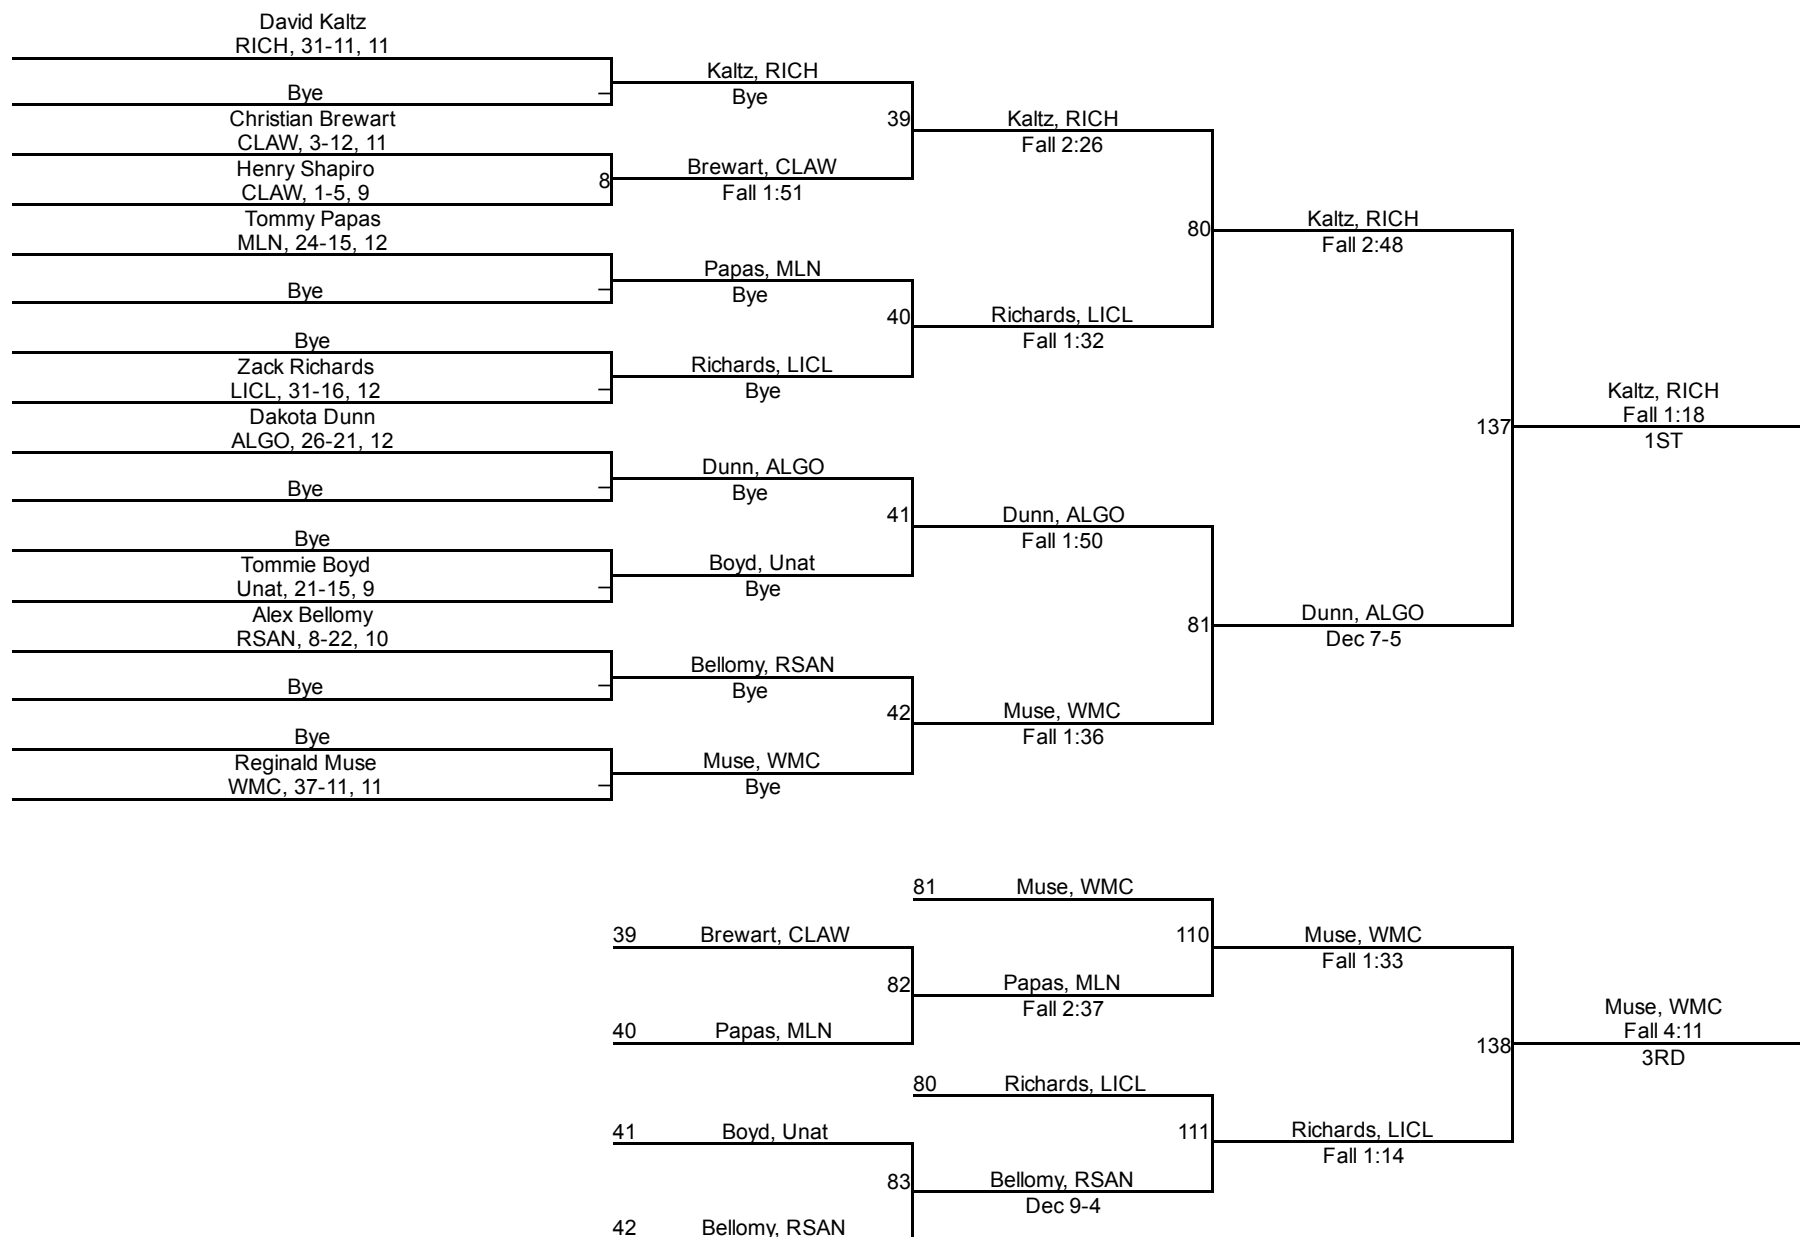 David Kaltz
RICH, 31-11, 11
Bye
Christian Brewart
CLAW, 3-12, 11
Henry Shapiro
CLAW, 1-5, 9
8
Tommy Papas
MLN, 24-15, 12
Bye
Bye
Zack Richards
LICL, 31-16, 12
Dakota Dunn
ALGO, 26-21, 12
Bye
Bye
Tommie Boyd
Unat, 21-15, 9
Alex Bellomy
RSAN, 8-22, 10
Bye
Bye
Reginald Muse
WMC, 37-11, 11
Kaltz, RICH
Bye
39
Brewart, CLAW
Fall 1:51
Papas, MLN
Bye
40
Richards, LICL
Bye
Dunn, ALGO
Bye
41
Boyd, Unat
Bye
Bellomy, RSAN
Bye
42
Muse, WMC
Bye
Kaltz, RICH
Fall 2:26
80
Richards, LICL
Fall 1:32
Dunn, ALGO
Fall 1:50
81
Muse, WMC
Fall 1:36
Kaltz, RICH
Fall 2:48
137
Dunn, ALGO
Dec 7-5
Kaltz, RICH
Fall 1:18
1ST
81 Muse, WMC
39 Brewart, CLAW
110
Muse, WMC
Fall 1:33
82
Papas, MLN
Fall 2:37
40 Papas, MLN
138
Muse, WMC
Fall 4:11
3RD
80 Richards, LICL
41 Boyd, Unat
111
Richards, LICL
Fall 1:14
83
Bellomy, RSAN
Dec 9-4
42 Bellomy, RSAN